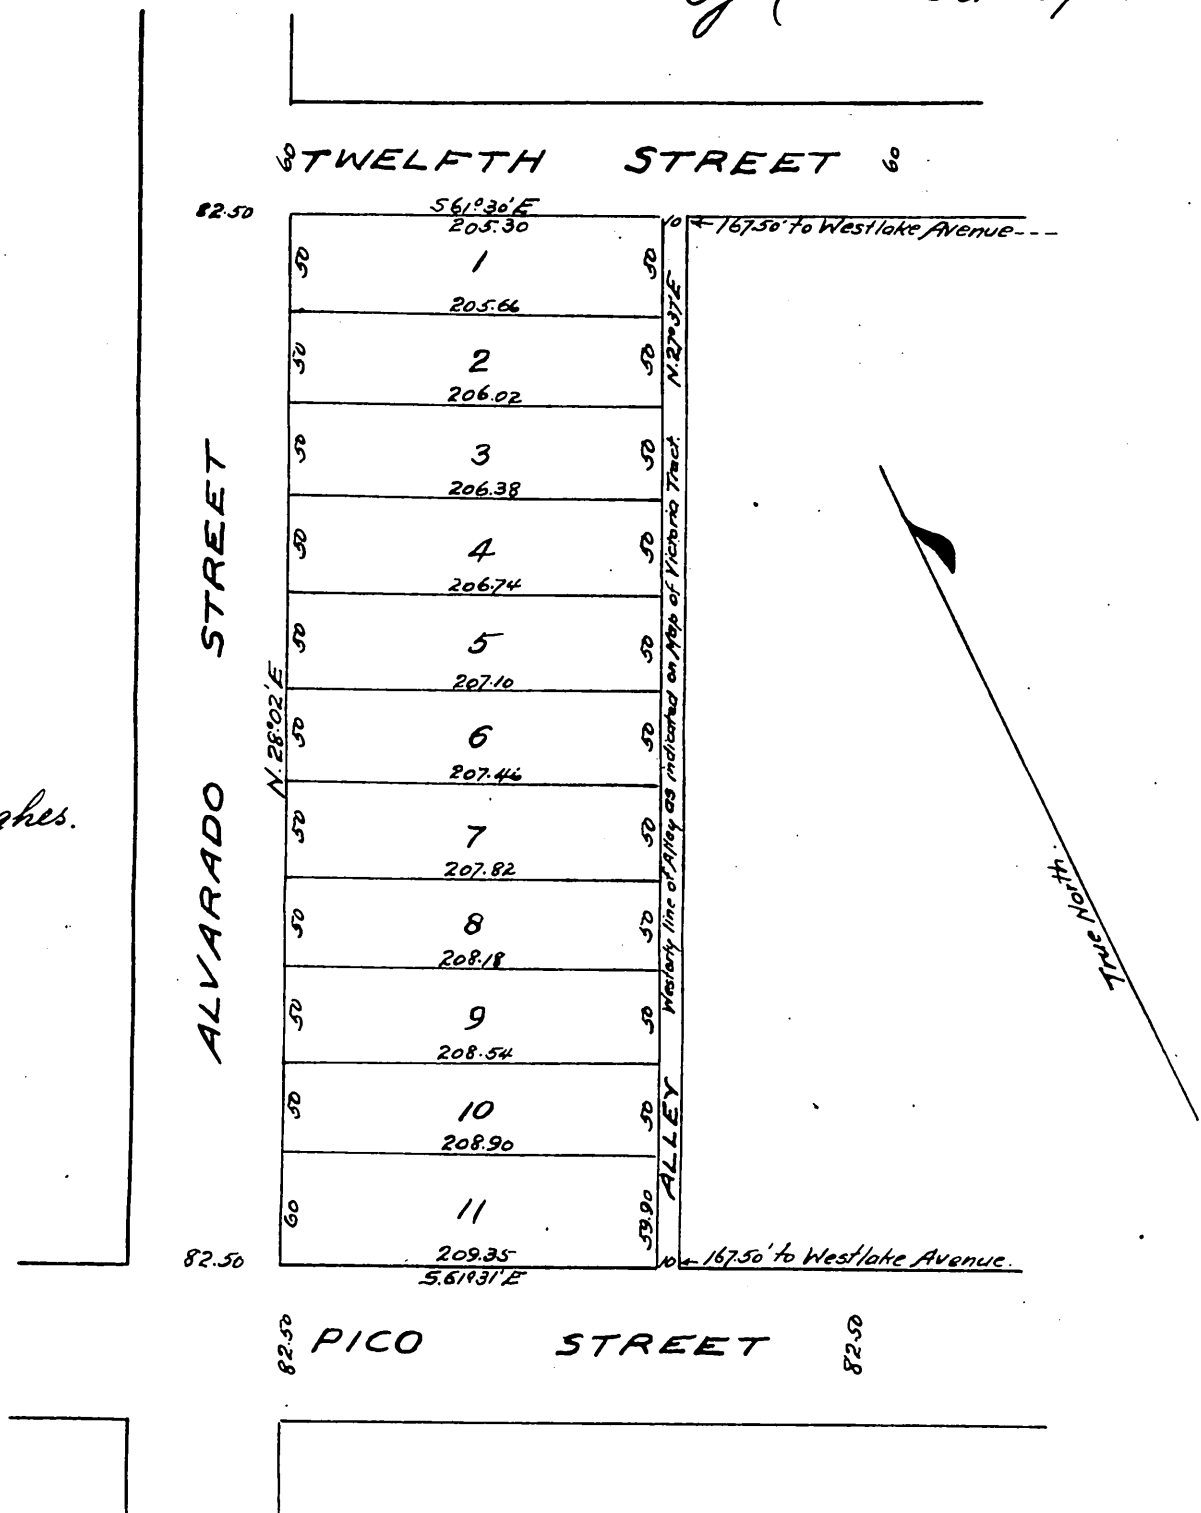 60 TWELFTH STREET 60
82.50
S61°30'E
205.30
10 ← 167.50' to Westlake Avenue---
50 1 50
205.66
50 2 50
206.02
50 3 50
206.38
50 4 50
206.74
50 5 50
207.10
50 6 50
207.46
50 7 50
207.82
50 8 50
208.18
50 9 50
208.54
50 10 50
208.90
60 11 59.90
209.35
S.61°31'E
82.50
10 ← 167.50' to Westlake Avenue.
ALVARADO STREET
N. 28°02'E
ALLEY Westerly line of Alley as indicated on Map of Victoria Tract. N.27°37'E
True North.
82.50 PICO STREET 82.50